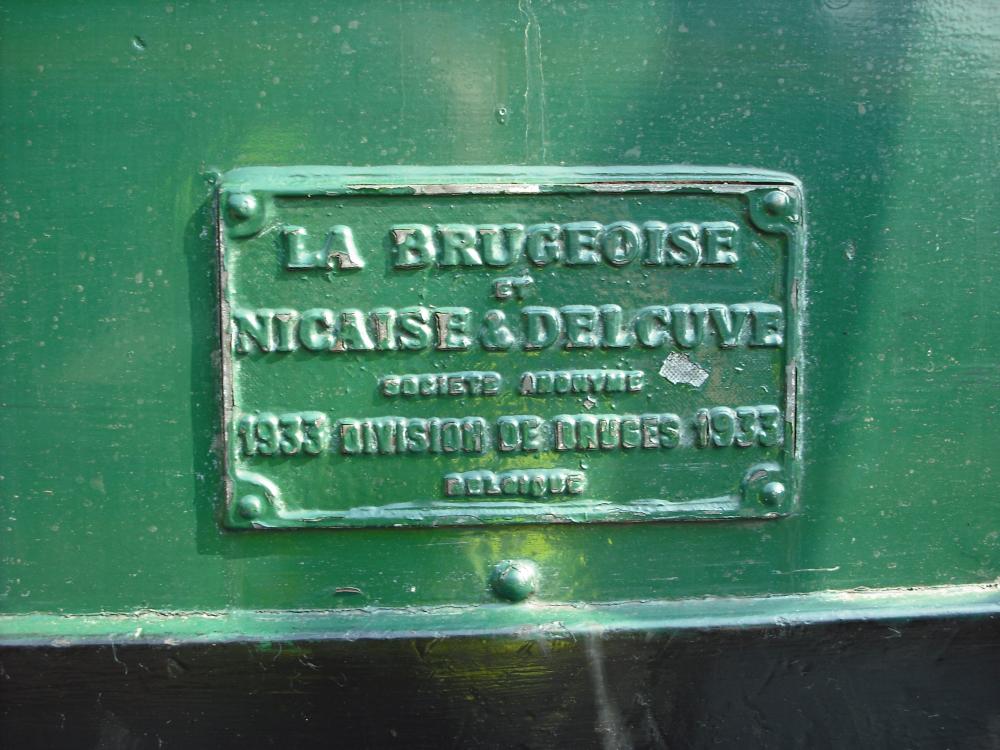 LA BRUGEOISE
ET
NICAISE & DELCUVE
SOCIETE ANONYME
1933 DIVISION DE BRUGES 1933
BELGIQUE